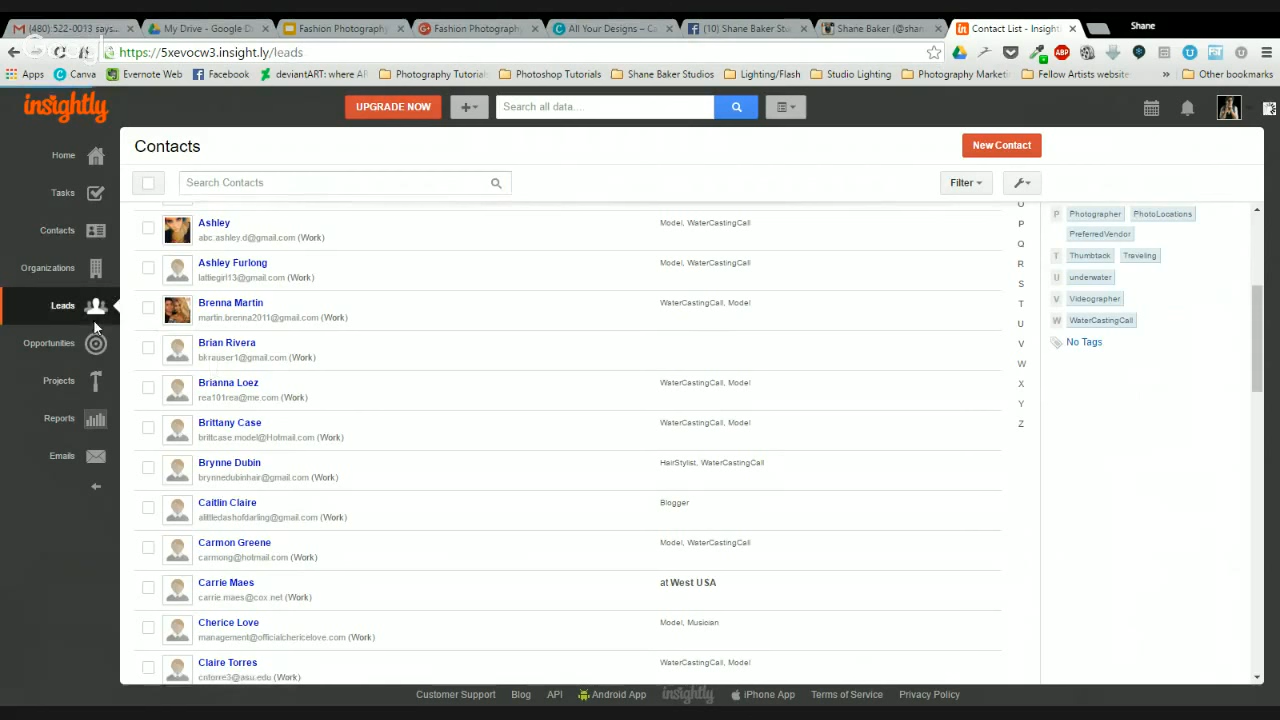 (480) 522-0013 says...
My Drive - Google D
Fashion Photography
Fashion Photography
All Your Designs – Ca
(10) Shane Baker Stu
Shane Baker (@shan
Contact List - Insight
Shane
https://5xevocw3.insight.ly/leads
Apps
Canva
Evernote Web
Facebook
deviantART: where AR
Photography Tutorials
Photoshop Tutorials
Shane Baker Studios
Lighting/Flash
Studio Lighting
Photography Marketi
Fellow Artists website
»
Other bookmarks
insightly
UPGRADE NOW
Search all data....
Home
Tasks
Contacts
Organizations
Leads
Opportunities
Projects
Reports
Emails
Contacts
New Contact
Search Contacts
Filter
Ashley
Model, WaterCastingCall
abc.ashley.d@gmail.com (Work)
Ashley Furlong
Model, WaterCastingCall
lattiegirl13@gmail.com (Work)
Brenna Martin
WaterCastingCall, Model
martin.brenna2011@gmail.com (Work)
Brian Rivera
bkrauser1@gmail.com (Work)
Brianna Loez
WaterCastingCall, Model
rea101rea@me.com (Work)
Brittany Case
WaterCastingCall, Model
brittcase.model@Hotmail.com (Work)
Brynne Dubin
HairStylist, WaterCastingCall
brynnedubinhair@gmail.com (Work)
Caitlin Claire
Blogger
alittledashofdarling@gmail.com (Work)
Carmon Greene
Model, WaterCastingCall
carmong@hotmail.com (Work)
Carrie Maes
at West USA
carrie.maes@cox.net (Work)
Cherice Love
Model, Musician
management@officialchericelove.com (Work)
Claire Torres
WaterCastingCall, Model
cntorre3@asu.edu (Work)
O
P
Q
R
S
T
U
V
W
X
Y
Z
P Photographer PhotoLocations
PreferredVendor
T Thumbtack Traveling
U underwater
V Videographer
W WaterCastingCall
No Tags
Customer Support
Blog
API
Android App
insightly
iPhone App
Terms of Service
Privacy Policy